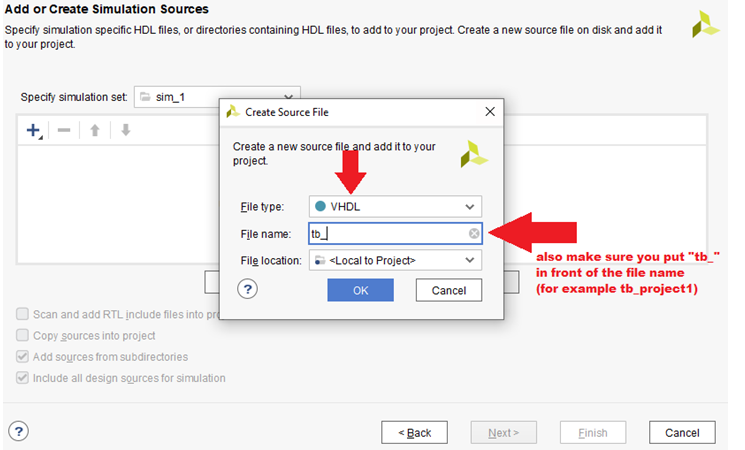 Add or Create Simulation Sources
Specify simulation specific HDL files, or directories containing HDL files, to add to your project. Create a new source file on disk and add it
to your project.
Specify simulation set:
sim_1
Create Source File
Create a new source file and add it to your
project.
File type:
VHDL
File name:
tb_
File location:
<Local to Project>
?
OK
Cancel
also make sure you put "tb_"
in front of the file name
(for example tb_project1)
Scan and add RTL include files into pro
Copy sources into project
Add sources from subdirectories
Include all design sources for simulation
?
< Back
Next >
Finish
Cancel